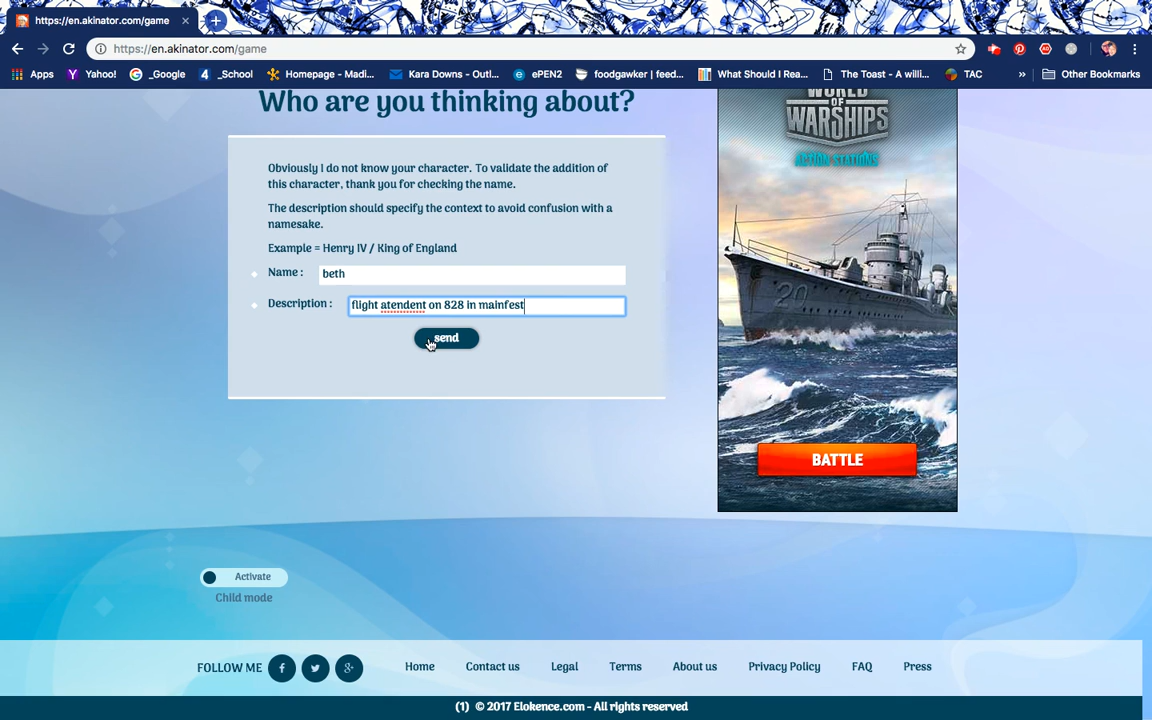 https://en.akinator.com/game
https://en.akinator.com/game
Apps Yahoo! _Google _School Homepage - Madi... Kara Downs - Outl... ePEN2 foodgawker | feed... What Should I Rea... The Toast - A willi... TAC » Other Bookmarks
Who are you thinking about?
Obviously I do not know your character. To validate the addition of
this character, thank you for checking the name.
The description should specify the context to avoid confusion with a
namesake.
Example = Henry IV / King of England
Name : beth
Description : flight atendent on 828 in mainfest
send
WORLD
OF
WARSHIPS
ACTION STATIONS
20
BATTLE
Activate
Child mode
FOLLOW ME Home Contact us Legal Terms About us Privacy Policy FAQ Press
(1) © 2017 Elokence.com - All rights reserved